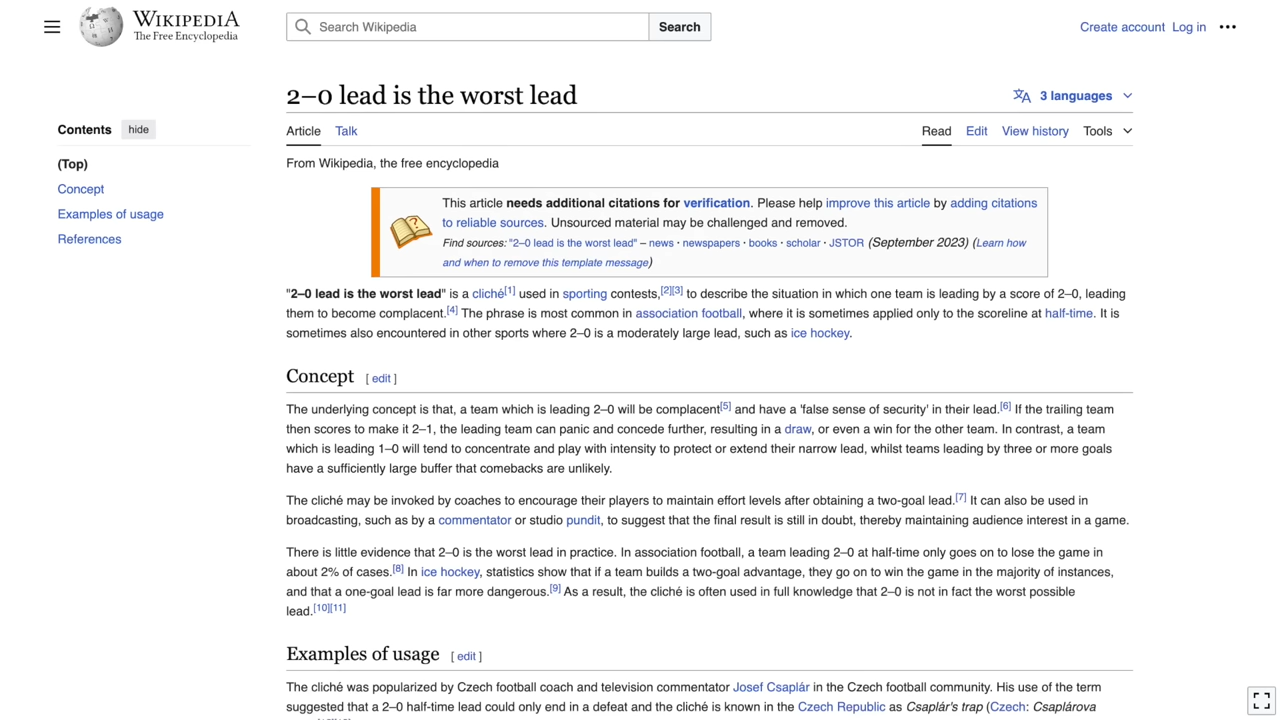 WIKIPEDIA
The Free Encyclopedia
Search Wikipedia
Search
Create account Log in
2–0 lead is the worst lead
3 languages
Contents hide
Article Talk
Read Edit View history Tools
(Top)
From Wikipedia, the free encyclopedia
Concept
Examples of usage
References
This article needs additional citations for verification. Please help improve this article by adding citations
to reliable sources. Unsourced material may be challenged and removed.
Find sources: "2–0 lead is the worst lead" – news · newspapers · books · scholar · JSTOR (September 2023) (Learn how
and when to remove this template message)
"2–0 lead is the worst lead" is a cliché[1] used in sporting contests,[2][3] to describe the situation in which one team is leading by a score of 2–0, leading
them to become complacent.[4] The phrase is most common in association football, where it is sometimes applied only to the scoreline at half-time. It is
sometimes also encountered in other sports where 2–0 is a moderately large lead, such as ice hockey.
Concept [ edit ]
The underlying concept is that, a team which is leading 2–0 will be complacent[5] and have a 'false sense of security' in their lead.[6] If the trailing team
then scores to make it 2–1, the leading team can panic and concede further, resulting in a draw, or even a win for the other team. In contrast, a team
which is leading 1–0 will tend to concentrate and play with intensity to protect or extend their narrow lead, whilst teams leading by three or more goals
have a sufficiently large buffer that comebacks are unlikely.
The cliché may be invoked by coaches to encourage their players to maintain effort levels after obtaining a two-goal lead.[7] It can also be used in
broadcasting, such as by a commentator or studio pundit, to suggest that the final result is still in doubt, thereby maintaining audience interest in a game.
There is little evidence that 2–0 is the worst lead in practice. In association football, a team leading 2–0 at half-time only goes on to lose the game in
about 2% of cases.[8] In ice hockey, statistics show that if a team builds a two-goal advantage, they go on to win the game in the majority of instances,
and that a one-goal lead is far more dangerous.[9] As a result, the cliché is often used in full knowledge that 2–0 is not in fact the worst possible
lead.[10][11]
Examples of usage [ edit ]
The cliché was popularized by Czech football coach and television commentator Josef Csaplár in the Czech football community. His use of the term
suggested that a 2–0 half-time lead could only end in a defeat and the cliché is known in the Czech Republic as Csaplár's trap (Czech: Csaplárova